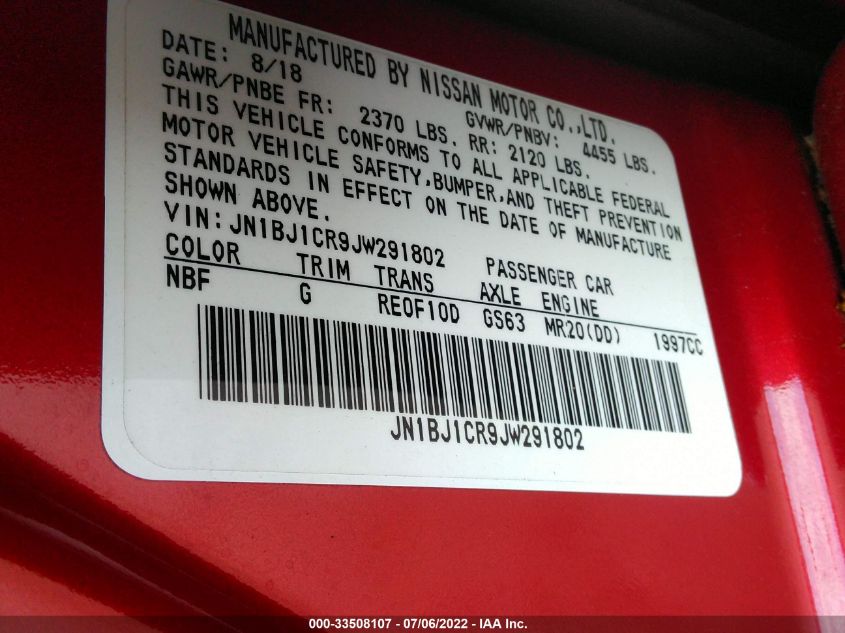 MANUFACTURED BY NISSAN MOTOR CO.,LTD.
DATE: 8/18 GVWR/PNBV: 4455 LBS.
GAWR/PNBE FR: 2370 LBS. RR: 2120 LBS.
THIS VEHICLE CONFORMS TO ALL APPLICABLE FEDERAL
MOTOR VEHICLE SAFETY,BUMPER,AND THEFT PREVENTION
STANDARDS IN EFFECT ON THE DATE OF MANUFACTURE
SHOWN ABOVE.
VIN: JN1BJ1CR9JW291802 PASSENGER CAR
COLOR TRIM TRANS AXLE ENGINE
NBF G RE0F10D GS63 MR20(DD) 1997CC
JN1BJ1CR9JW291802
000-33508107 - 07/06/2022 - IAA Inc.